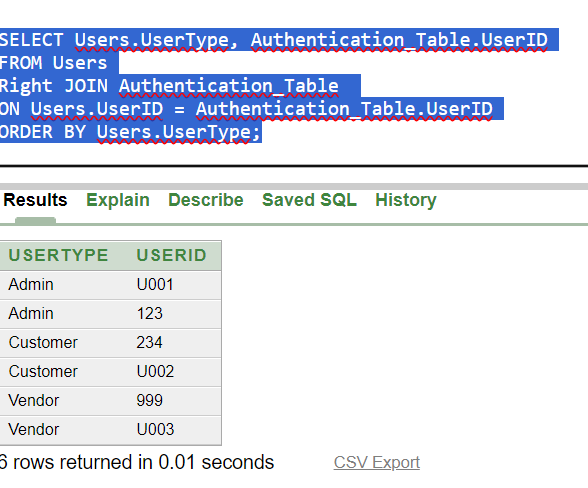 SELECT Users.UserType, Authentication_Table.UserID
FROM Users
Right JOIN Authentication_Table
ON Users.UserID = Authentication_Table.UserID
ORDER BY Users.UserType;
Results Explain Describe Saved SQL History
USERTYPE USERID
Admin U001
Admin 123
Customer 234
Customer U002
Vendor 999
Vendor U003
6 rows returned in 0.01 seconds CSV Export